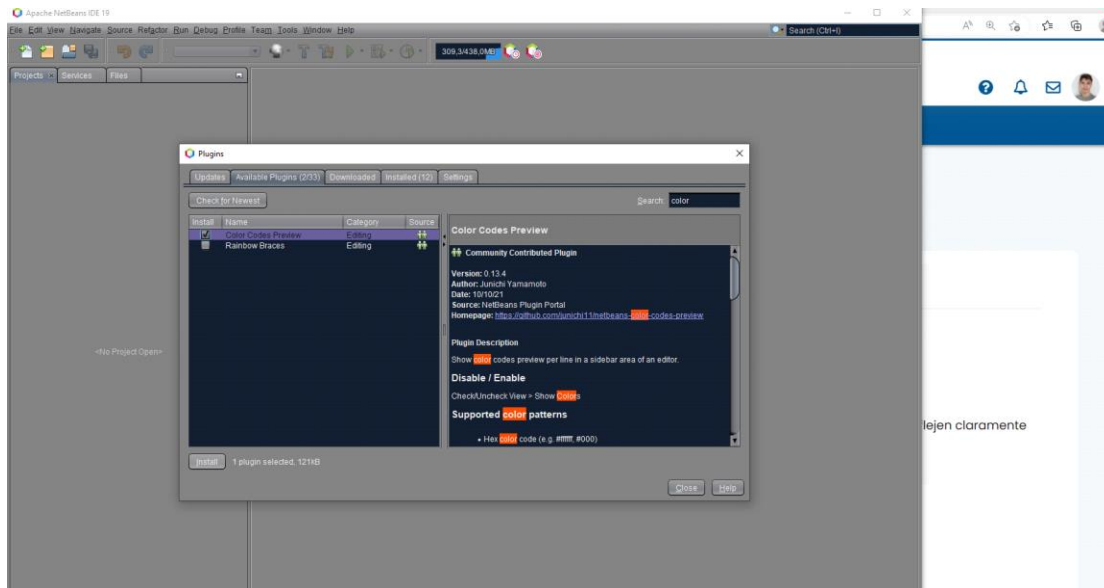 Apache NetBeans IDE 19
File Edit View Navigate Source Refactor Run Debug Profile Team Tools Window Help
Search (Ctrl+I)
309,3/438,0MB
Projects Services Files
<No Project Open>
Plugins
Updates Available Plugins (2/33) Downloaded Installed (12) Settings
Check for Newest
Search: color
Install Name Category Source
Color Codes Preview Editing
Rainbow Braces Editing
Color Codes Preview
Community Contributed Plugin
Version: 0.13.4
Author: Junichi Yamamoto
Date: 10/10/21
Source: NetBeans Plugin Portal
Homepage: https://github.com/junichi11/netbeans-color-codes-preview
Plugin Description
Show color codes preview per line in a sidebar area of an editor.
Disable / Enable
Check/Uncheck View > Show Colors
Supported color patterns
• Hex color code (e.g. #ffffff, #000)
Install 1 plugin selected, 121kB
Close Help
lejen claramente